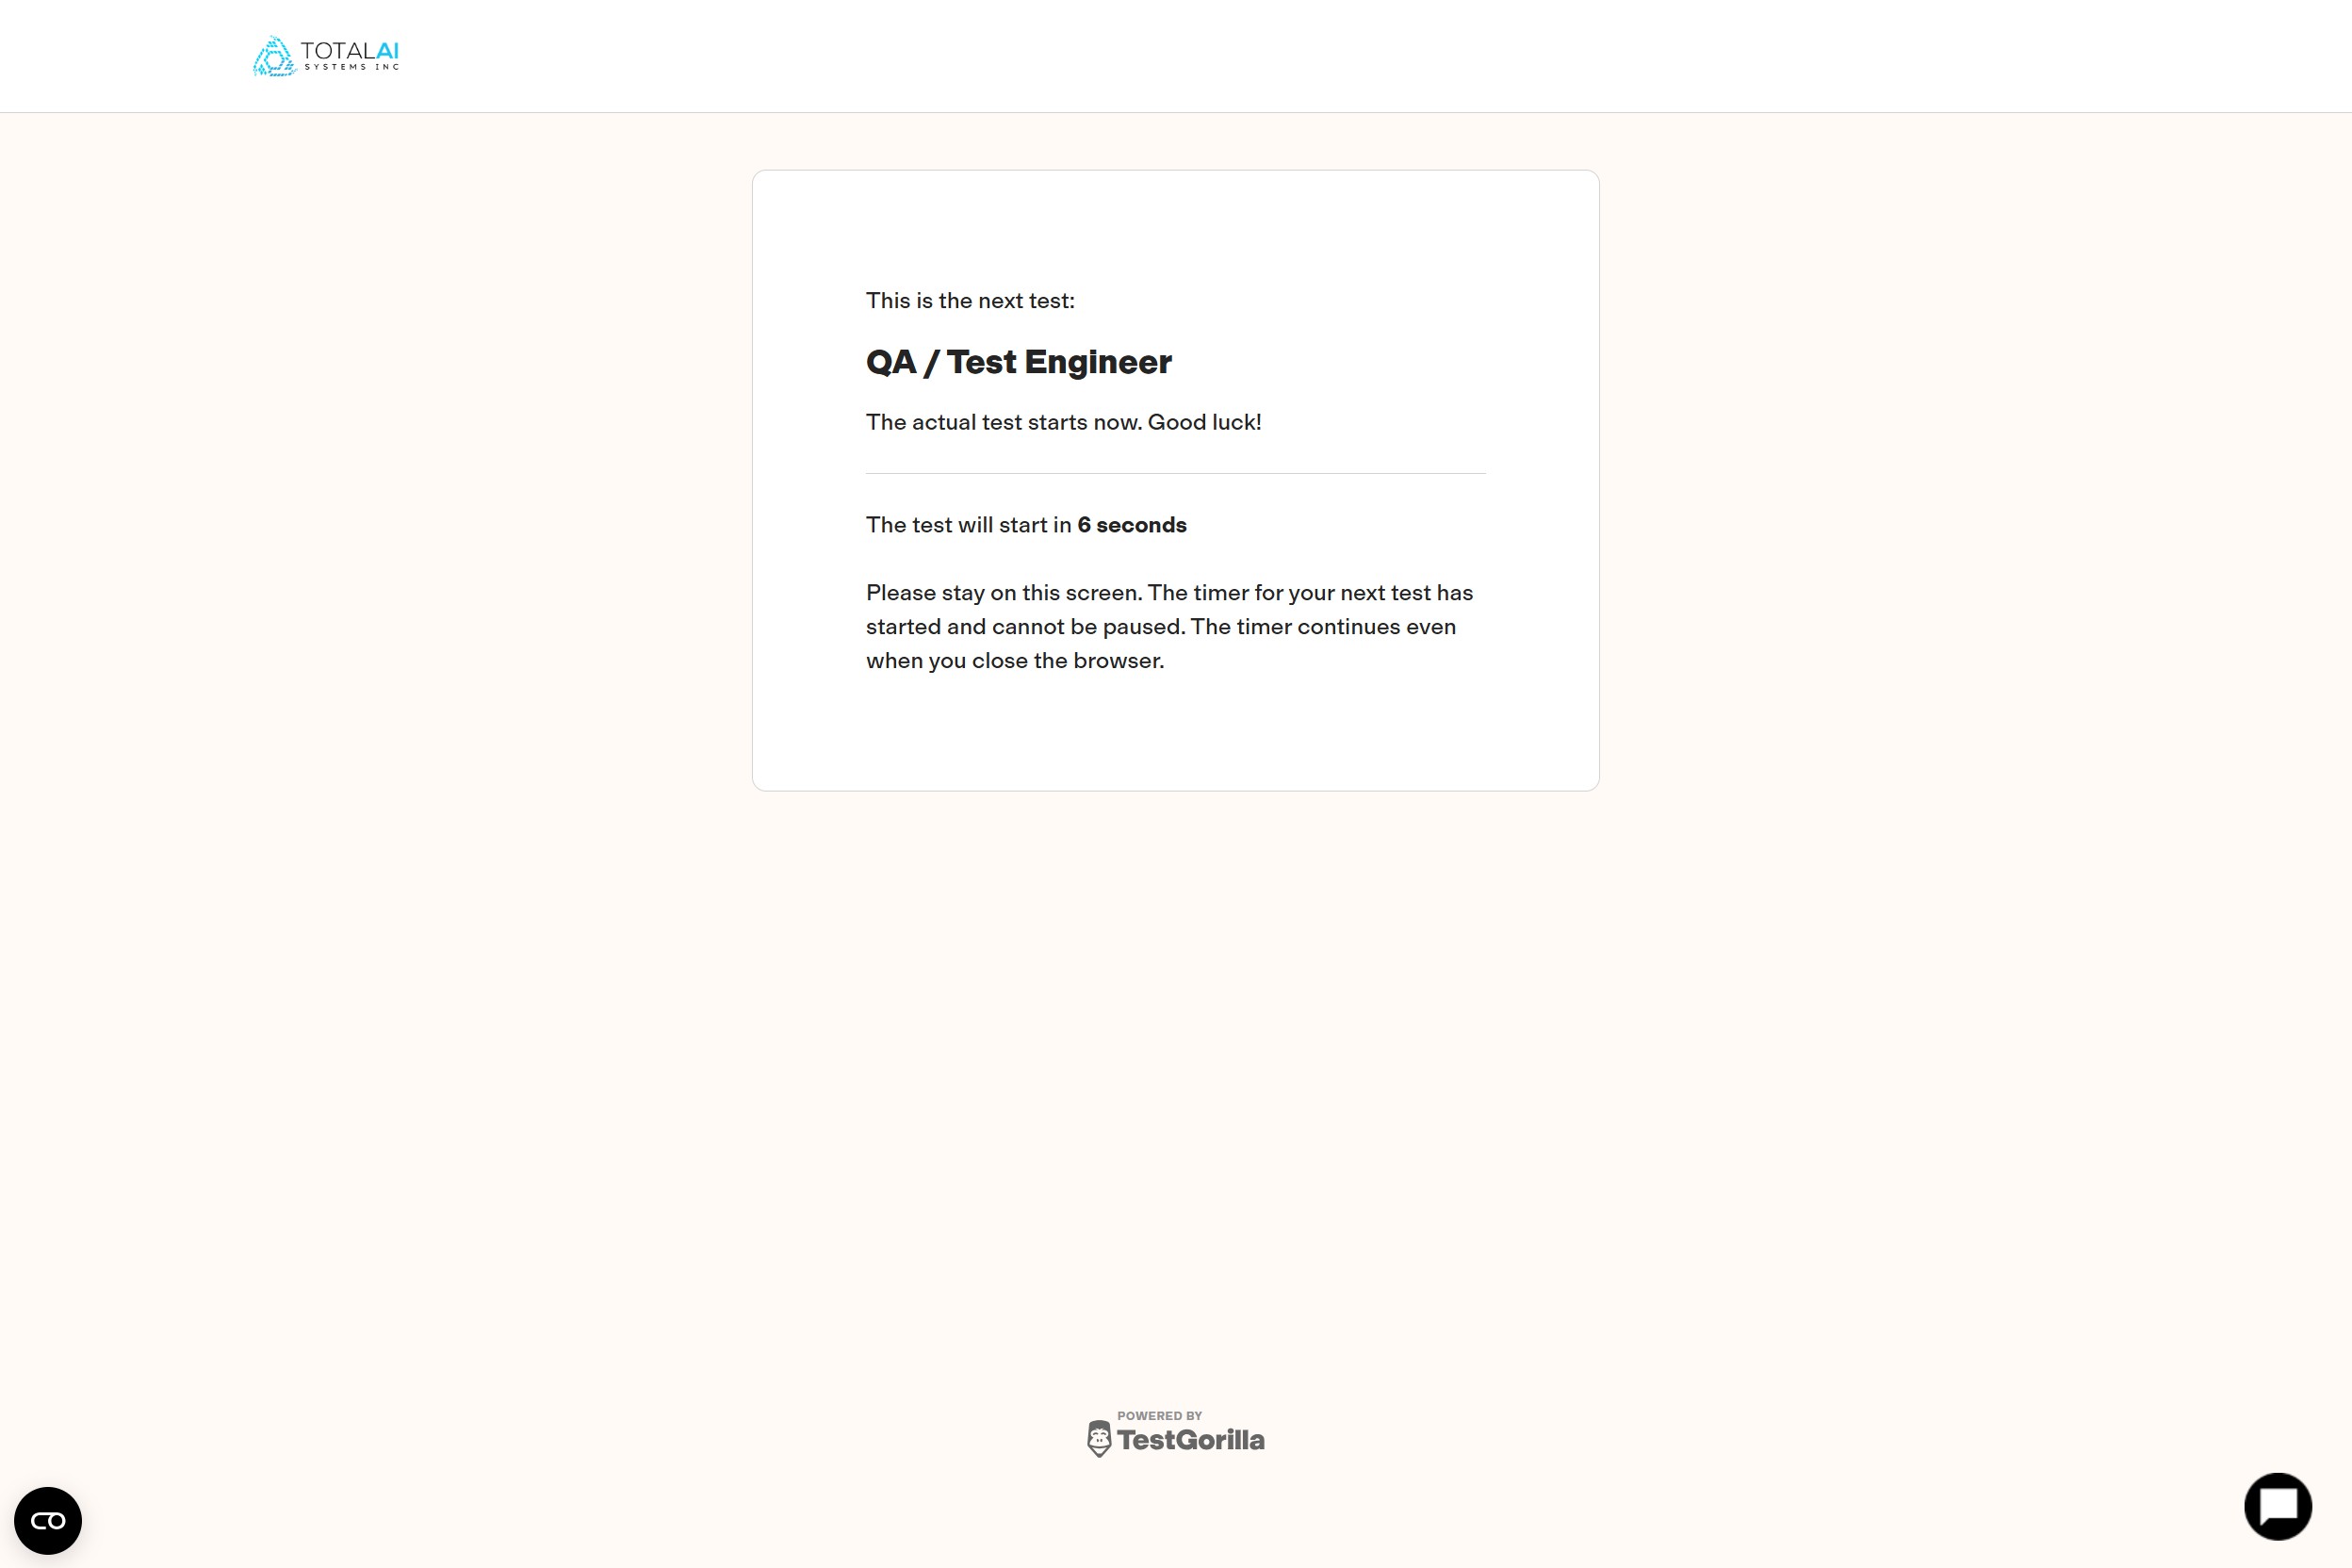 TOTALAI
SYSTEMS INC
This is the next test:
QA / Test Engineer
The actual test starts now. Good luck!
The test will start in 6 seconds
Please stay on this screen. The timer for your next test has
started and cannot be paused. The timer continues even
when you close the browser.
POWERED BY
TestGorilla